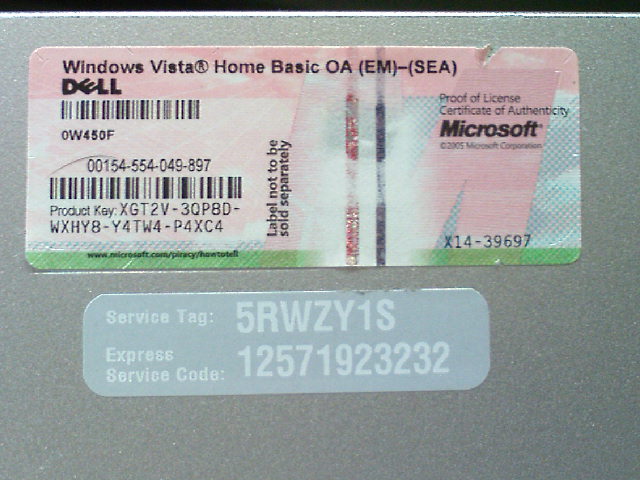 Windows Vista® Home Basic OA (EM)-(SEA)
DELL
0W450F
00154-554-049-897
Product Key: XGT2V-3QP8D-
WXHY8-Y4TW4-P4XC4
www.microsoft.com/piracy/howtotell
Label not to be
sold separately
Proof of License
Certificate of Authenticity
Microsoft®
©2005 Microsoft Corporation
X14-39697
Service Tag: 5RWZY1S
Express
Service Code: 12571923232